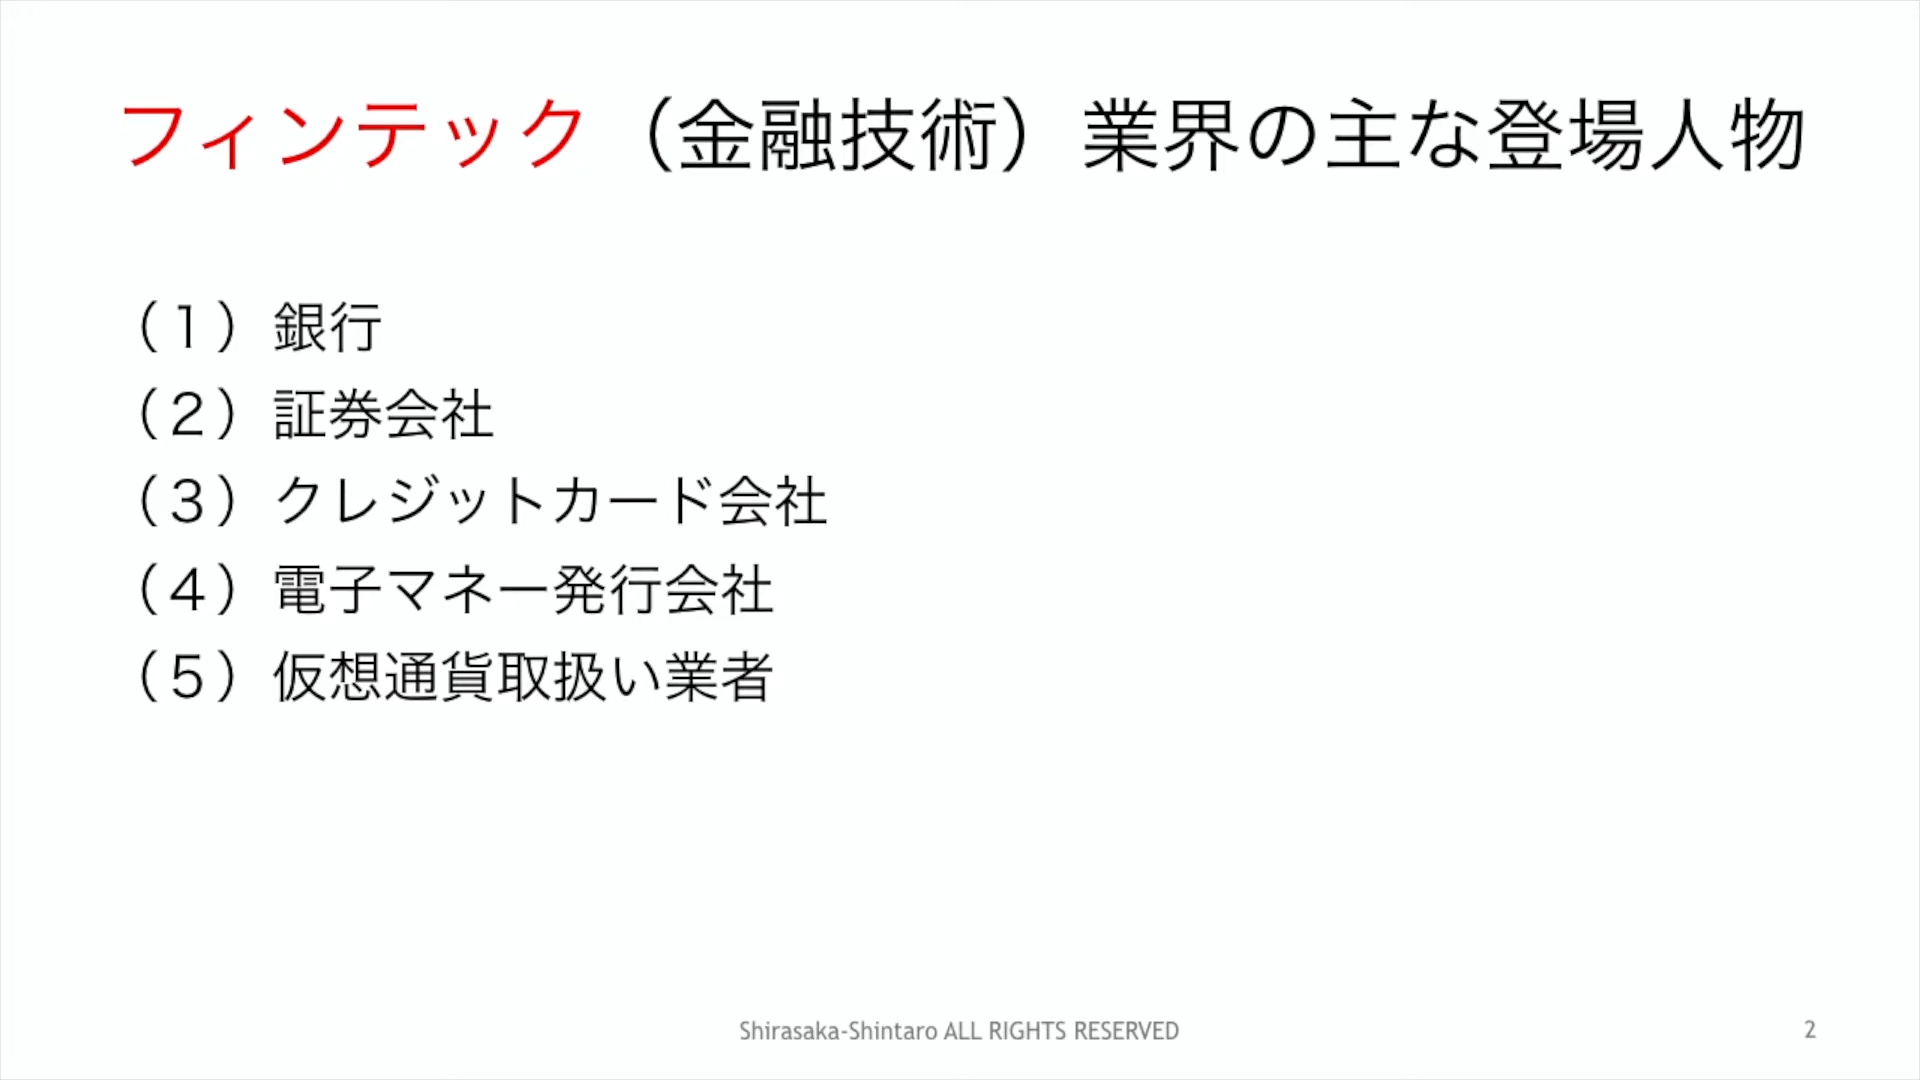 フィンテック（金融技術）業界の主な登場人物
（１）銀行
（２）証券会社
（３）クレジットカード会社
（４）電子マネー発行会社
（５）仮想通貨取扱い業者
Shirasaka-Shintaro ALL RIGHTS RESERVED
2